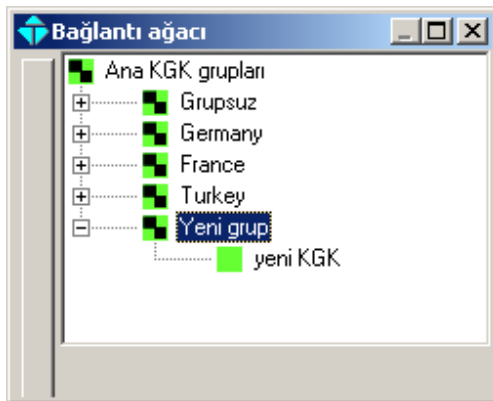 Bağlantı ağacı
Ana KGK grupları
Grupsuz
Germany
France
Turkey
Yeni grup
yeni KGK